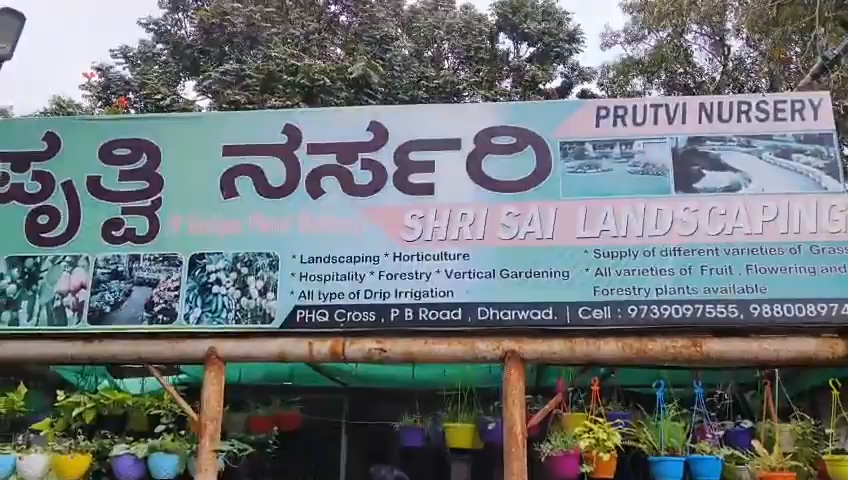 ಪೃಥ್ವಿ ನರ್ಸರಿ
PRUTVI NURSERY
SHRI SAI LANDSCAPING
*Landscaping * Horticulture
*Hospitality * Forestry * Vertical Gardening
* All type of Drip Irrigation
*Supply of different varieties of Grass
* All varieties of Fruit , Flowering and
Forestry plants available.
PHQ Cross , P B Road , Dharwad. | Cell : 9739097555, 9880008974